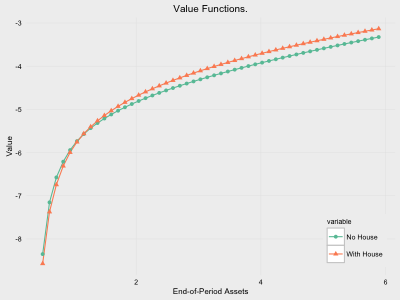 Value Functions.
-3
-4
-5
-6
-7
-8
Value
2
4
6
End-of-Period Assets
variable
No House
With House